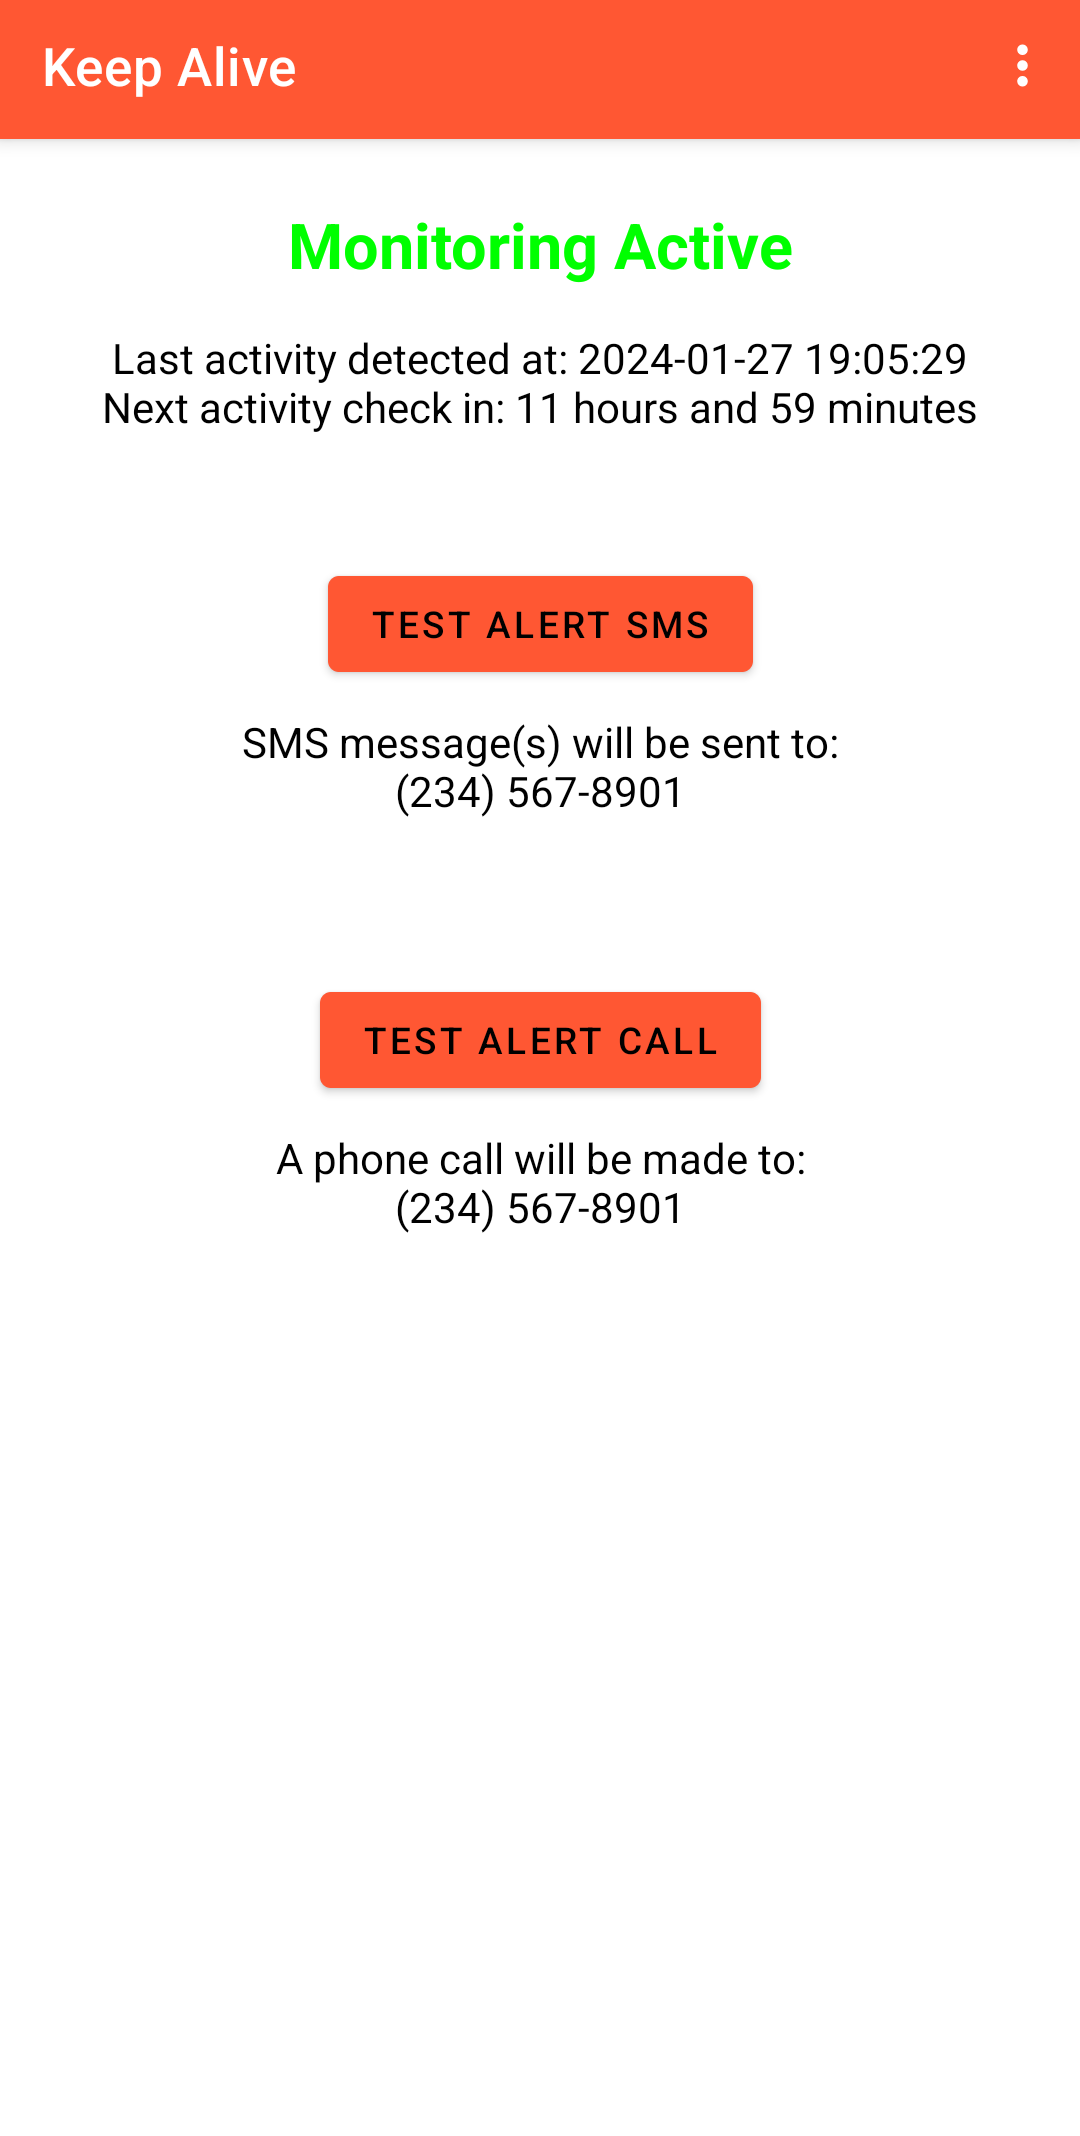 Keep Alive
Monitoring Active
Last activity detected at: 2024-01-27 19:05:29
Next activity check in: 11 hours and 59 minutes
TEST ALERT SMS
SMS message(s) will be sent to:
(234) 567-8901
TEST ALERT CALL
A phone call will be made to:
(234) 567-8901